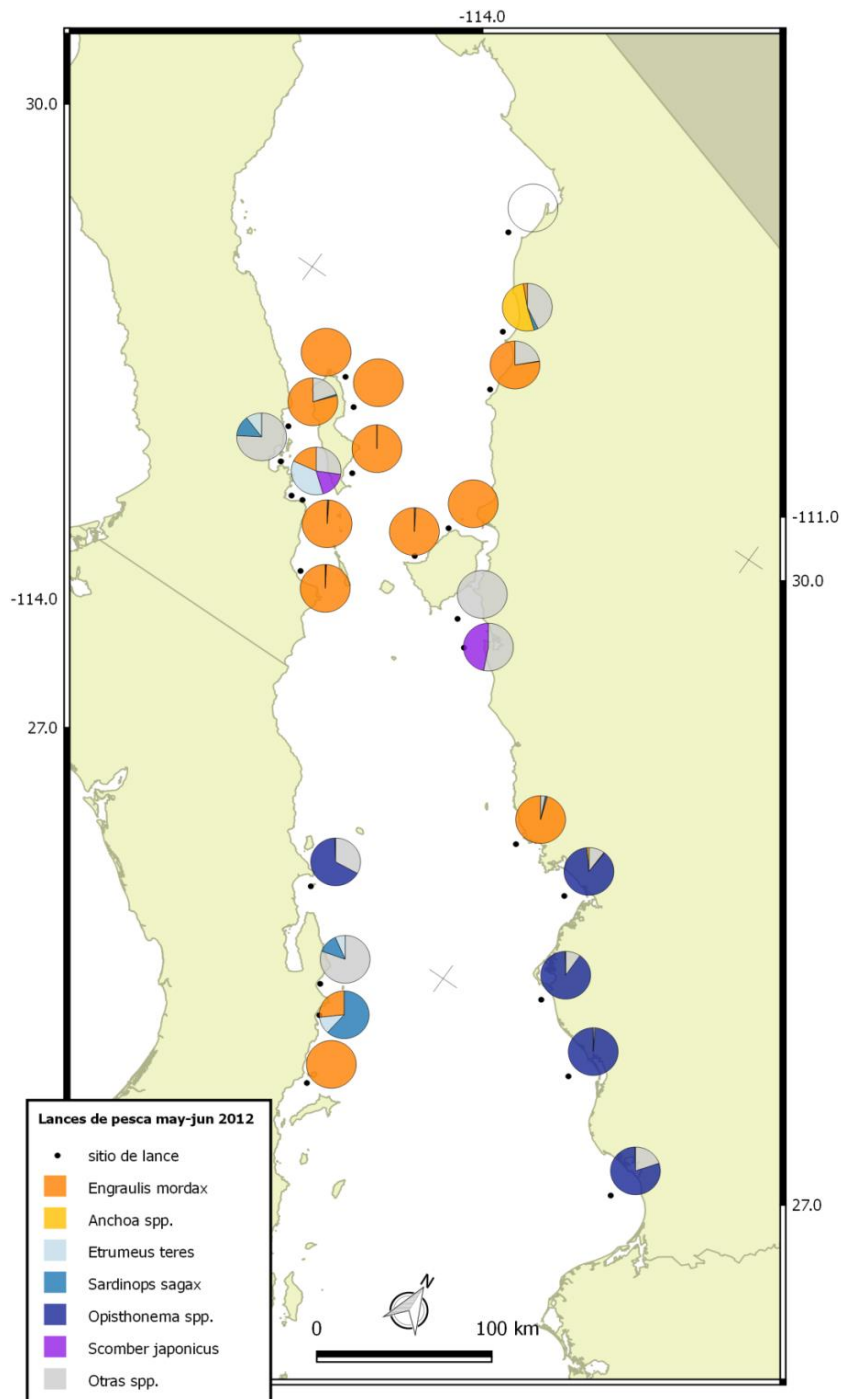 -114.0
30.0
-111.0
30.0
-114.0
27.0
Lances de pesca may-jun 2012
sitio de lance
Engraulis mordax
Anchoa spp.
Etrumeus teres
Sardinops sagax
Opisthonema spp.
Scomber japonicus
Otras spp.
27.0
N
0 100 km